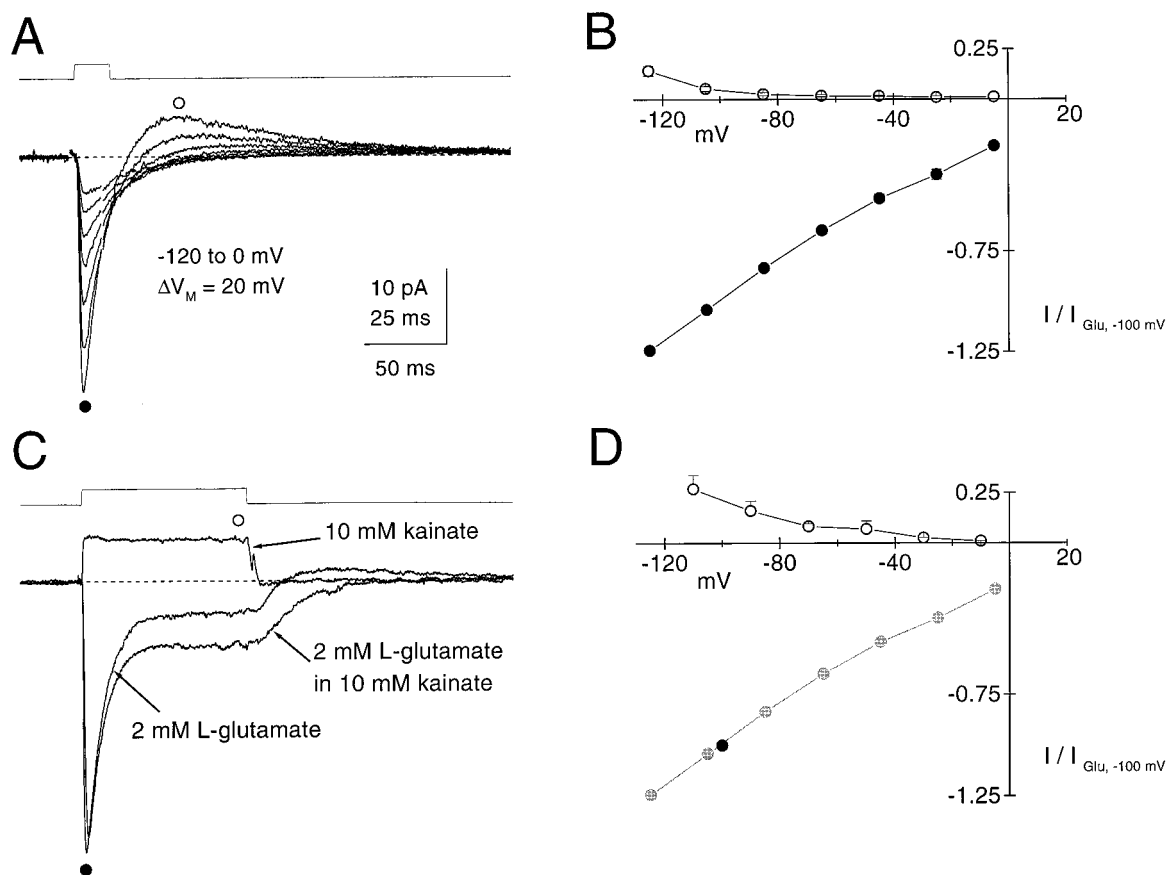 A
-120 to 0 mV
ΔV_M = 20 mV
10 pA
25 ms
50 ms
B
0.25
-120
-80
-40
20
mV
-0.75
-1.25
I / I Glu, -100 mV
C
10 mM kainate
2 mM L-glutamate
in 10 mM kainate
2 mM L-glutamate
D
0.25
-120
-80
-40
20
mV
-0.75
-1.25
I / I Glu, -100 mV